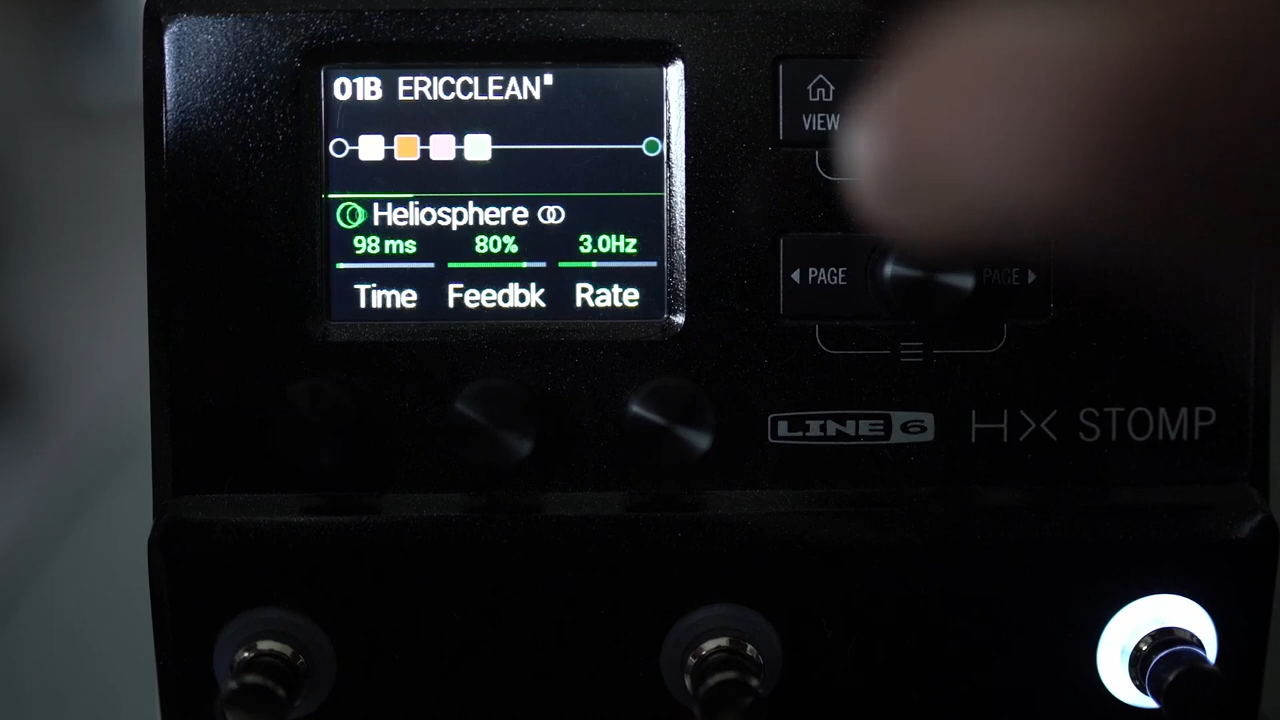 01B ERICCLEAN
Heliosphere
98 ms 80% 3.0Hz
Time Feedbk Rate
VIEW
PAGE PAGE
LINE 6 HX STOMP